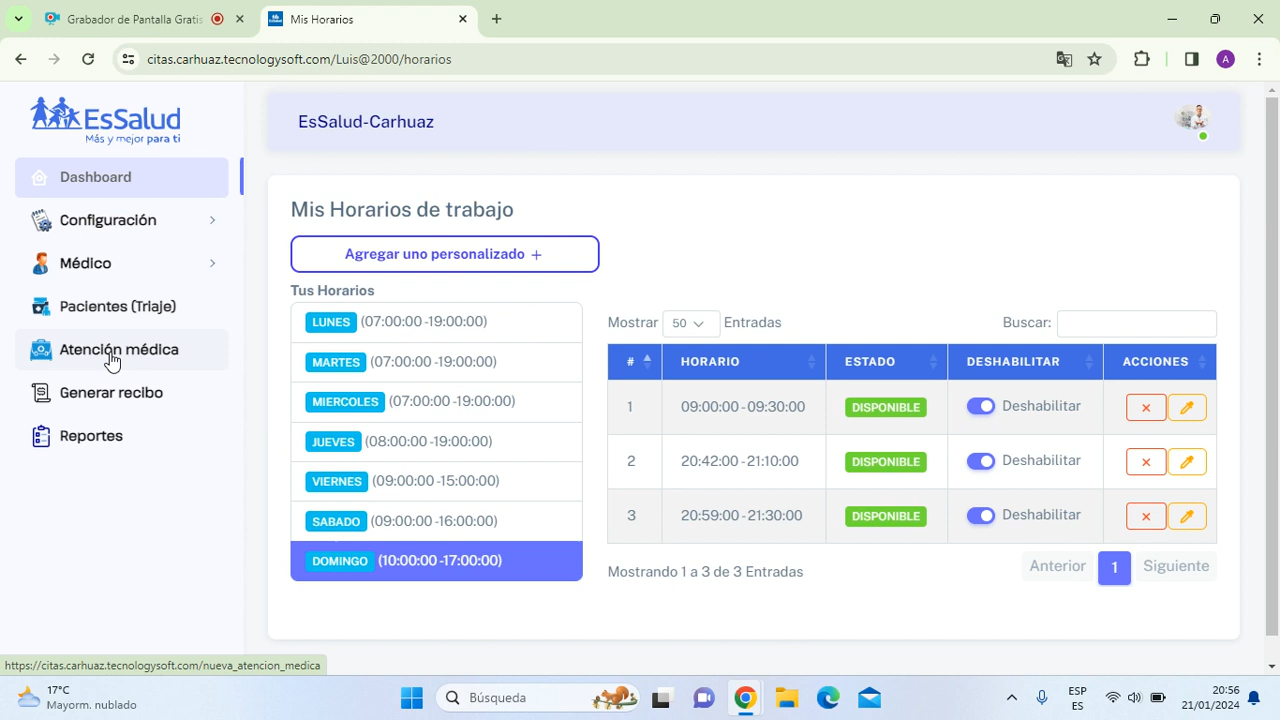 Grabador de Pantalla Gratis
Mis Horarios
citas.carhuaz.tecnologysoft.com/Luis@2000/horarios
A
EsSalud
Más y mejor para ti
Dashboard
Configuración
Médico
Pacientes (Triaje)
Atención médica
Generar recibo
Reportes
EsSalud-Carhuaz
Mis Horarios de trabajo
Agregar uno personalizado +
Tus Horarios
LUNES (07:00:00 -19:00:00)
MARTES (07:00:00 -19:00:00)
MIERCOLES (07:00:00 -19:00:00)
JUEVES (08:00:00 -19:00:00)
VIERNES (09:00:00 -15:00:00)
SABADO (09:00:00 -16:00:00)
DOMINGO (10:00:00 -17:00:00)
Mostrar 50 Entradas Buscar:
# HORARIO ESTADO DESHABILITAR ACCIONES
1 09:00:00 - 09:30:00 DISPONIBLE Deshabilitar
2 20:42:00 - 21:10:00 DISPONIBLE Deshabilitar
3 20:59:00 - 21:30:00 DISPONIBLE Deshabilitar
Mostrando 1 a 3 de 3 Entradas Anterior 1 Siguiente
https://citas.carhuaz.tecnologysoft.com/nueva_atencion_medica
17°C
Mayorm. nublado
Búsqueda
ESP
ES
20:56
21/01/2024